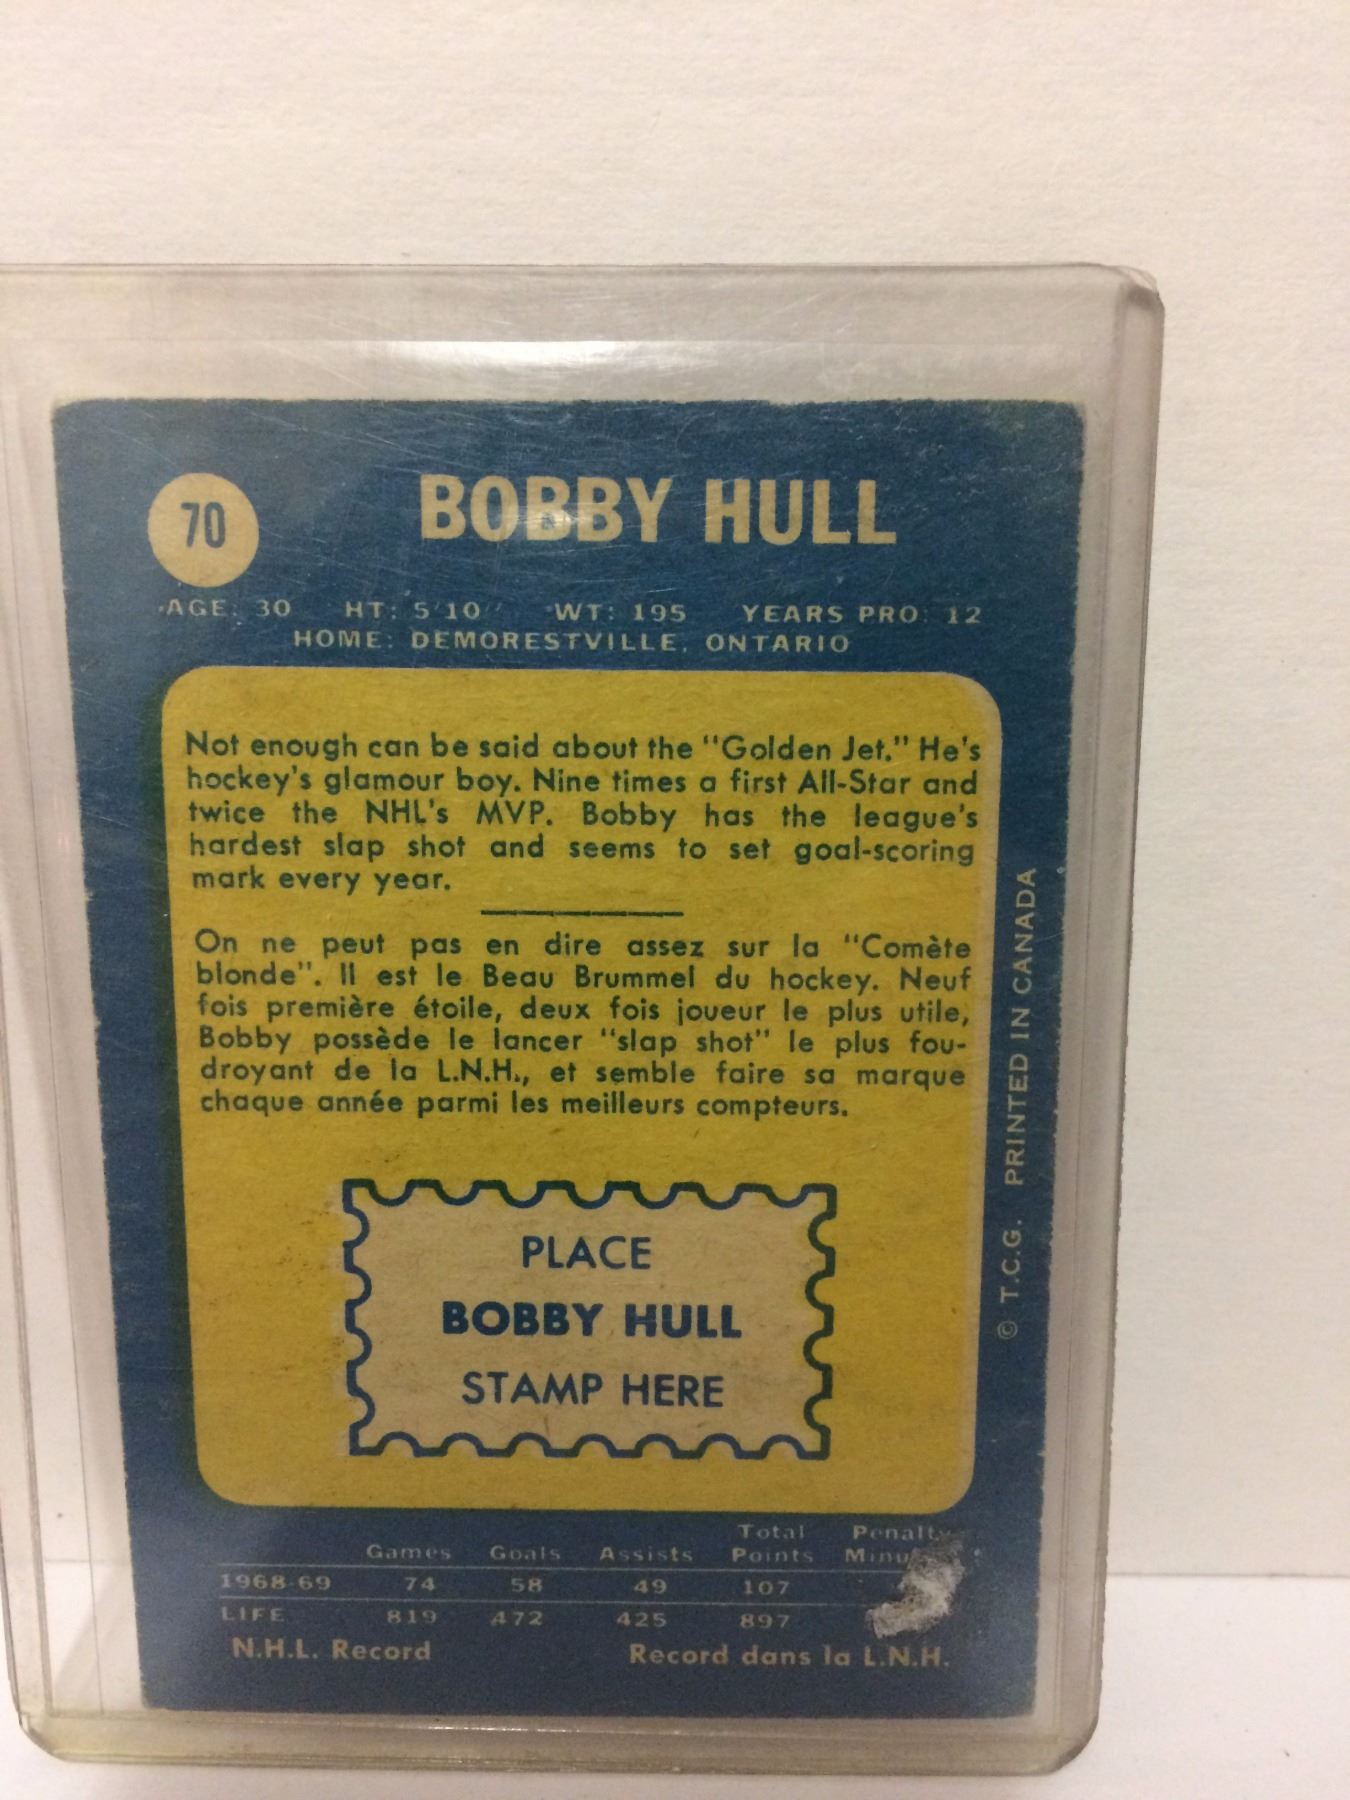 70
BOBBY HULL
AGE: 30 HT: 5'10" WT: 195 YEARS PRO: 12
HOME: DEMORESTVILLE, ONTARIO
Not enough can be said about the "Golden Jet." He's
hockey's glamour boy. Nine times a first All-Star and
twice the NHL's MVP. Bobby has the league's
hardest slap shot and seems to set goal-scoring
mark every year.
On ne peut pas en dire assez sur la "Comète
blonde". Il est le Beau Brummel du hockey. Neuf
fois première étoile, deux fois joueur le plus utile,
Bobby possède le lancer "slap shot" le plus fou-
droyant de la L.N.H., et semble faire sa marque
chaque année parmi les meilleurs compteurs.
PLACE
BOBBY HULL
STAMP HERE
© T.C.G. PRINTED IN CANADA
Total Penalty
Games Goals Assists Points
1968-69 74 58 49 107
LIFE 819 472 425 897
N.H.L. Record Record dans la L.N.H.